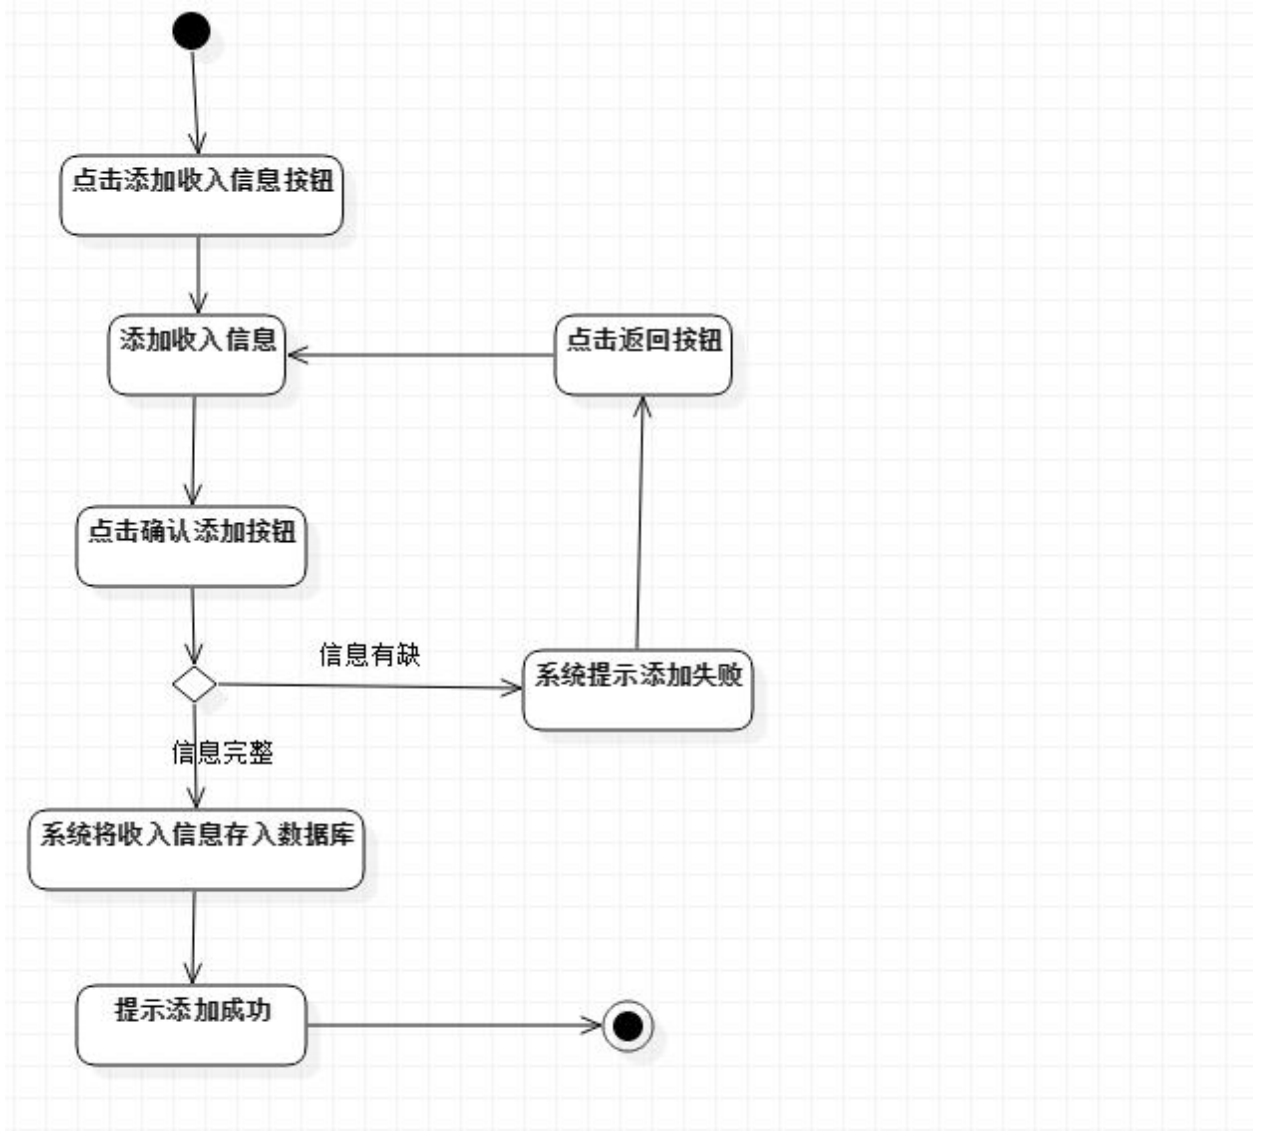 点击添加收入信息按钮
添加收入信息
点击返回按钮
点击确认添加按钮
信息有缺
系统提示添加失败
信息完整
系统将收入信息存入数据库
提示添加成功